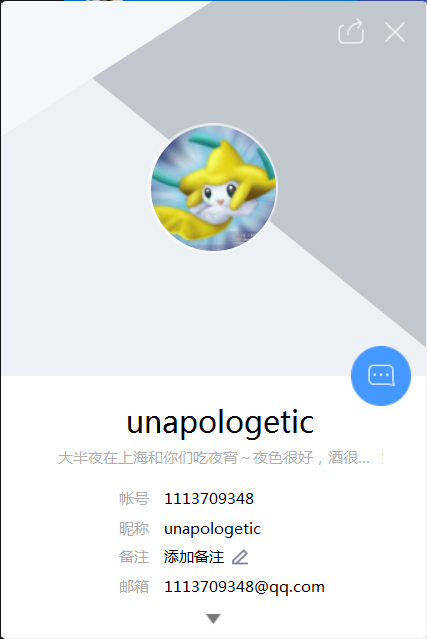 unapologetic
大半夜在上海和你们吃夜宵～夜色很好，酒很...
帐号 1113709348
昵称 unapologetic
备注 添加备注
邮箱 1113709348@qq.com